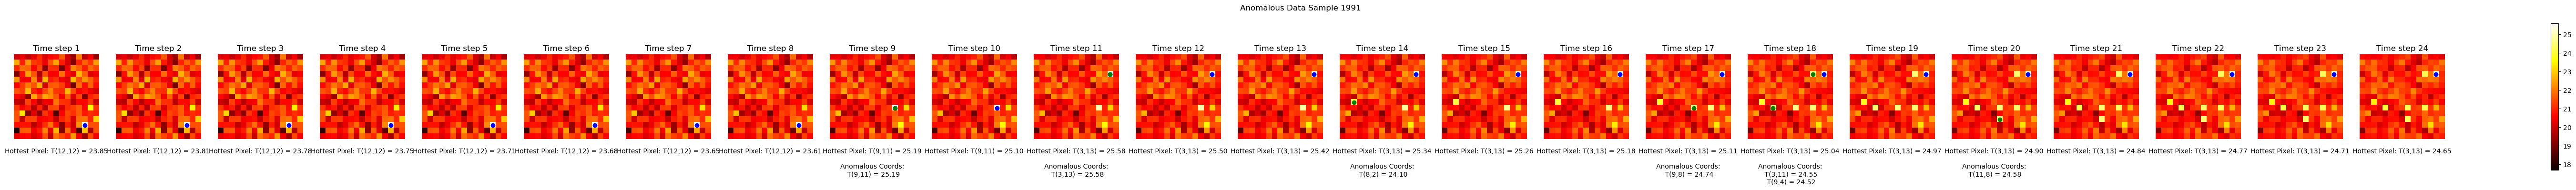 Anomalous Data Sample 1991
Time step 1
Time step 2
Time step 3
Time step 4
Time step 5
Time step 6
Time step 7
Time step 8
Time step 9
Time step 10
Time step 11
Time step 12
Time step 13
Time step 14
Time step 15
Time step 16
Time step 17
Time step 18
Time step 19
Time step 20
Time step 21
Time step 22
Time step 23
Time step 24
Hottest Pixel: T(12,12) = 23.85
Hottest Pixel: T(12,12) = 23.81
Hottest Pixel: T(12,12) = 23.78
Hottest Pixel: T(12,12) = 23.75
Hottest Pixel: T(12,12) = 23.71
Hottest Pixel: T(12,12) = 23.68
Hottest Pixel: T(12,12) = 23.65
Hottest Pixel: T(12,12) = 23.61
Hottest Pixel: T(9,11) = 25.19
Hottest Pixel: T(9,11) = 25.10
Hottest Pixel: T(3,13) = 25.58
Hottest Pixel: T(3,13) = 25.50
Hottest Pixel: T(3,13) = 25.42
Hottest Pixel: T(3,13) = 25.34
Hottest Pixel: T(3,13) = 25.26
Hottest Pixel: T(3,13) = 25.18
Hottest Pixel: T(3,13) = 25.11
Hottest Pixel: T(3,13) = 25.04
Hottest Pixel: T(3,13) = 24.97
Hottest Pixel: T(3,13) = 24.90
Hottest Pixel: T(3,13) = 24.84
Hottest Pixel: T(3,13) = 24.77
Hottest Pixel: T(3,13) = 24.71
Hottest Pixel: T(3,13) = 24.65
Anomalous Coords:
T(9,11) = 25.19
Anomalous Coords:
T(3,13) = 25.58
Anomalous Coords:
T(8,2) = 24.10
Anomalous Coords:
T(9,8) = 24.74
Anomalous Coords:
T(3,11) = 24.55
T(9,4) = 24.52
Anomalous Coords:
T(11,8) = 24.58
25
24
23
22
21
20
19
18